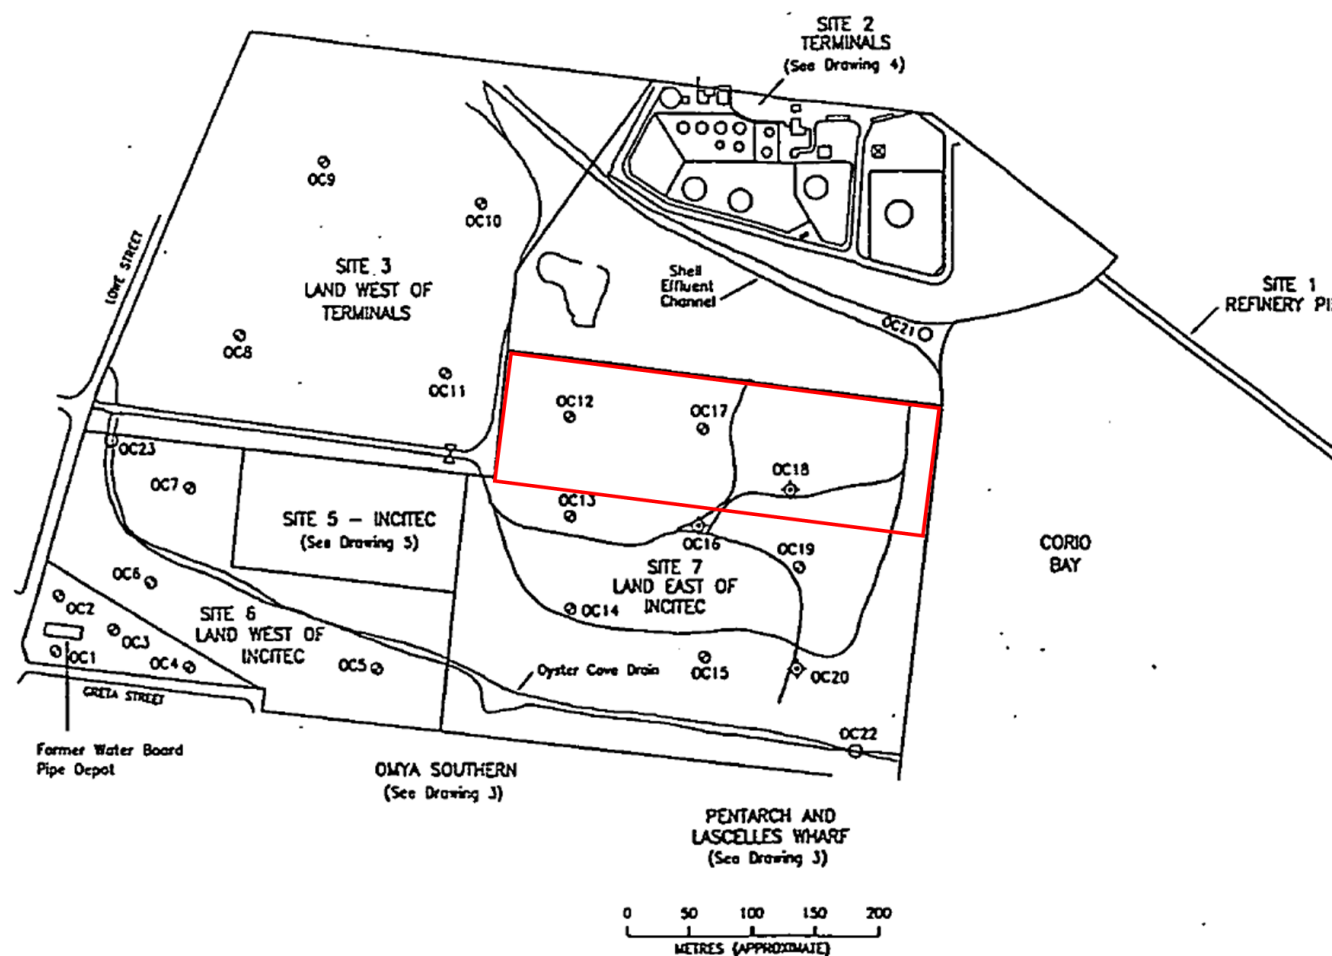 SITE 2
TERMINALS
(See Drawing 4)
OC9
OC10
LOWE STREET
SITE 3
LAND WEST OF
TERMINALS
Shell
Effluent
Channel
SITE 1
REFINERY PI
OC21
OC8
OC11
OC12
OC17
OC23
OC7
OC18
OC13
SITE 5 - INCITEC
(See Drawing 5)
OC16
OC19
CORIO
BAY
SITE 7
LAND EAST OF
INCITEC
OC6
OC2
OC14
SITE 6
LAND WEST OF
INCITEC
OC3
OC1
OC4
OC5
Oyster Cove Drain
OC15
OC20
GRETA STREET
OC22
Former Water Board
Pipe Depot
OMYA SOUTHERN
(See Drawing 3)
PENTARCH AND
LASCELLES WHARF
(See Drawing 3)
0 50 100 150 200
METRES (APPROXIMATE)